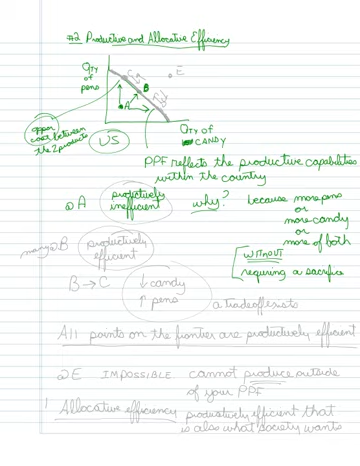 #2 Productive and Allocative Efficiency
QTY of pens
C
B
E
A
F
QTY of CANDY
oppor cost between the 2 products
US
PPF reflects the productive capabilities
within the country
@ A productively inefficient why? because more pens
or
more candy
or
more of both
WITHOUT
requiring a sacrifice
many @ B productively efficient
B → C ↓ candy
↑ pens
a tradeoff exists
All points on the frontier are productively efficient
@ E IMPOSSIBLE cannot produce outside
of your PPF
Allocative efficiency productively efficient that
is also what society wants